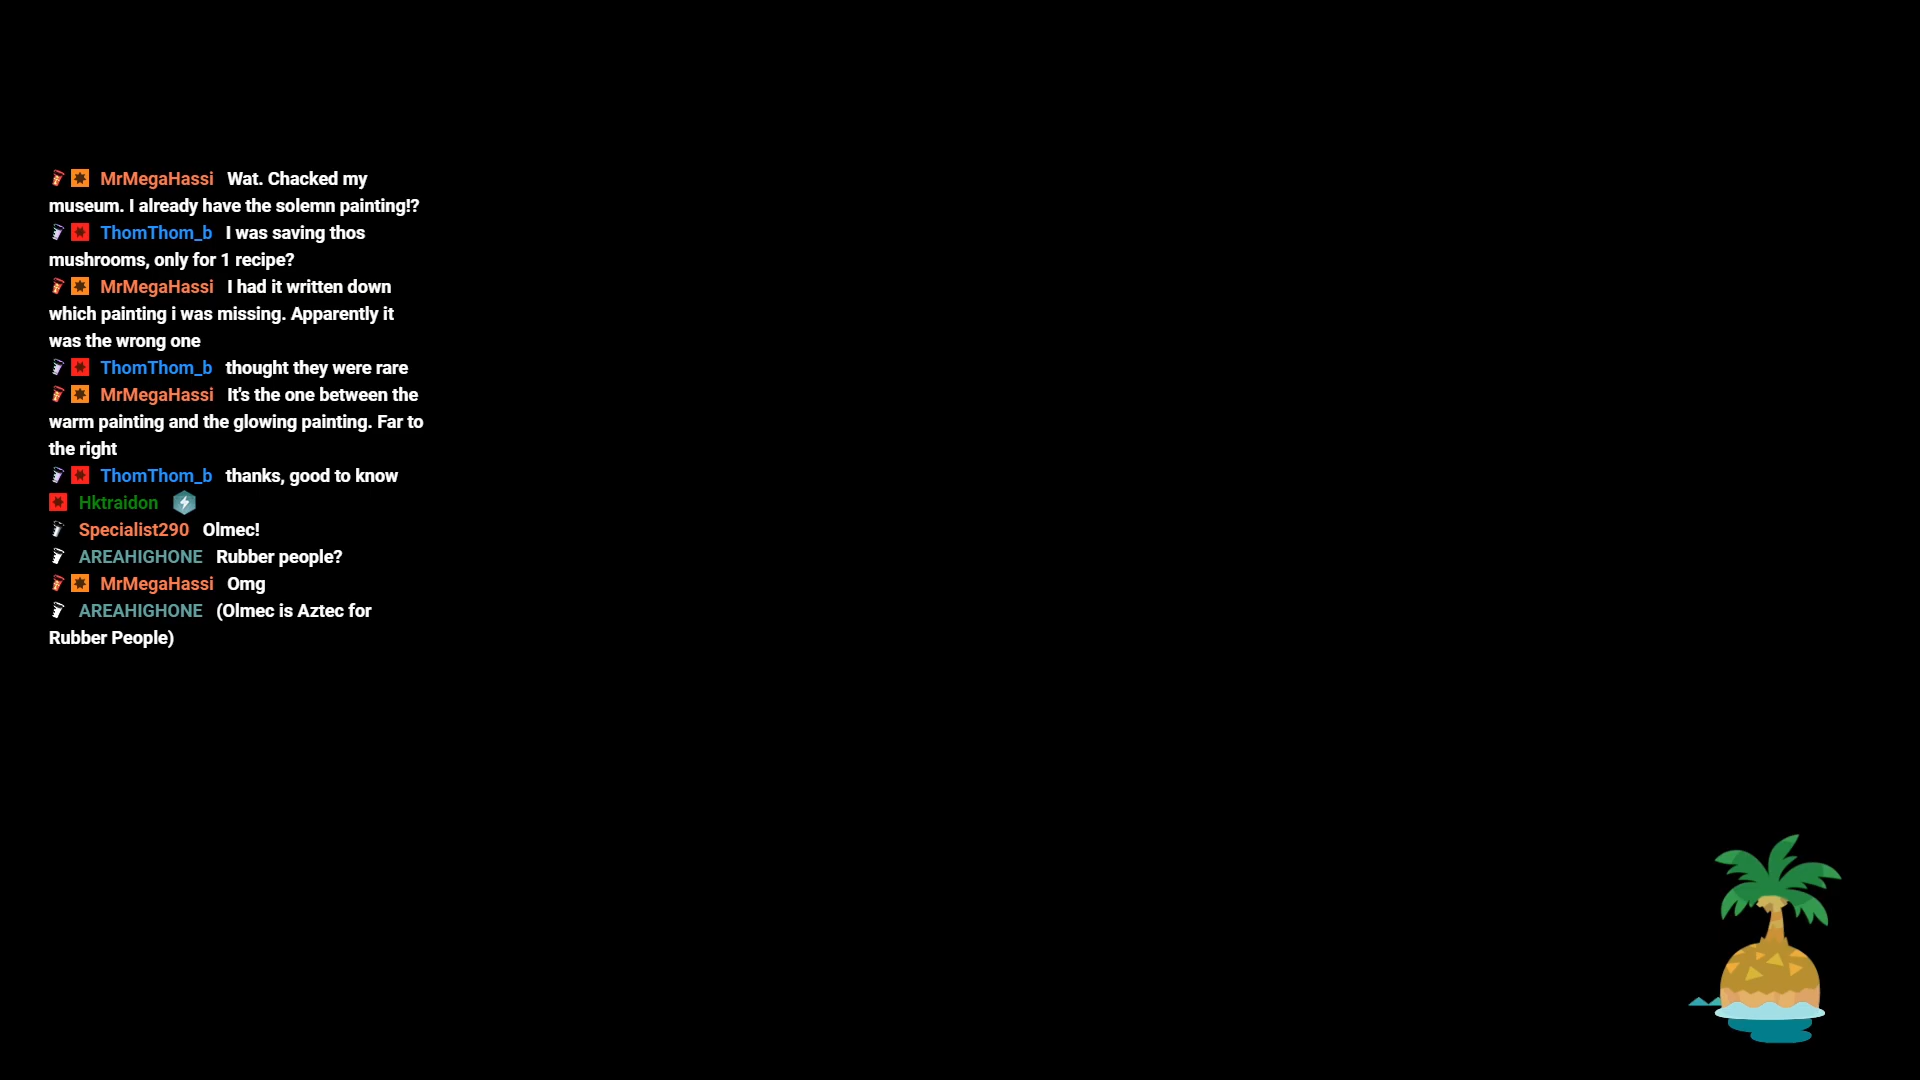 MrMegaHassi Wat. Chacked my
museum. I already have the solemn painting!?
ThomThom_b I was saving thos
mushrooms, only for 1 recipe?
MrMegaHassi I had it written down
which painting i was missing. Apparently it
was the wrong one
ThomThom_b thought they were rare
MrMegaHassi It's the one between the
warm painting and the glowing painting. Far to
the right
ThomThom_b thanks, good to know
Hktraidon
Specialist290 Olmec!
AREAHIGHONE Rubber people?
MrMegaHassi Omg
AREAHIGHONE (Olmec is Aztec for
Rubber People)